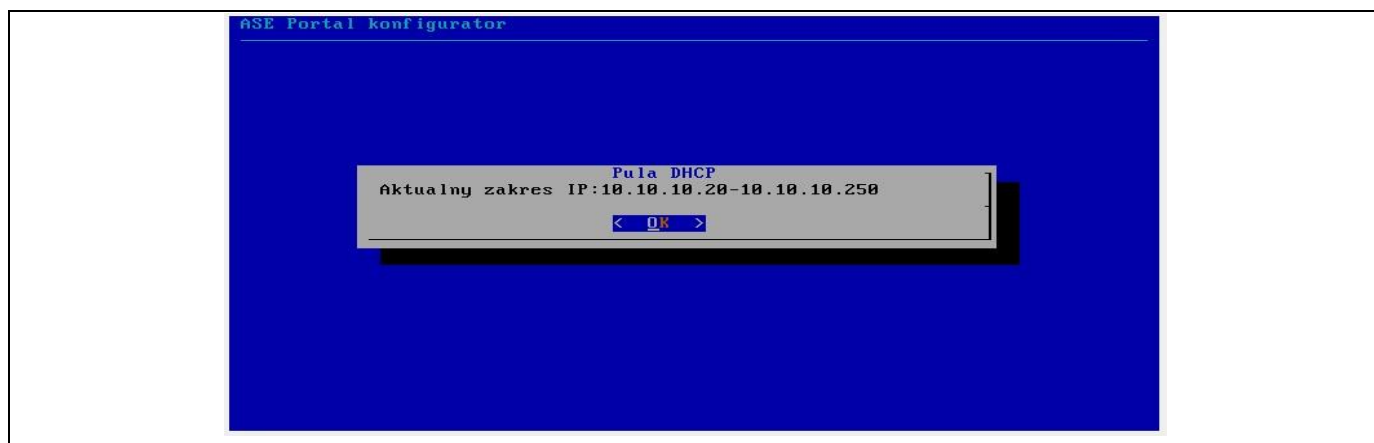 ASE Portal konfigurator
Pula DHCP
Aktualny zakres IP:10.10.10.20-10.10.10.250
< OK >